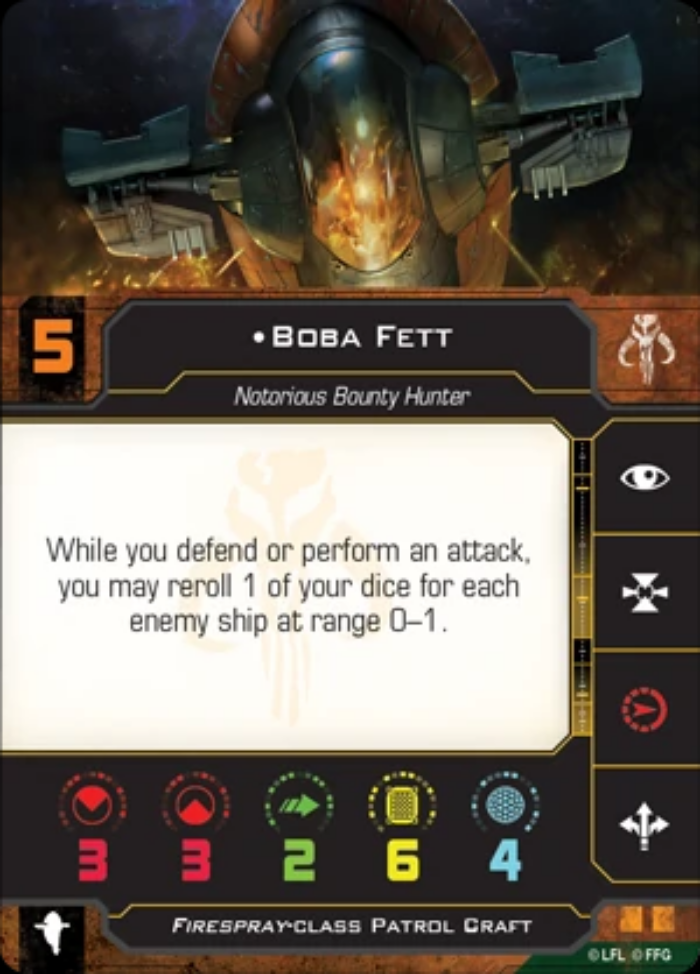 5
•Boba Fett
Notorious Bounty Hunter
While you defend or perform an attack,
you may reroll 1 of your dice for each
enemy ship at range 0–1.
3 3 2 6 4
Firespray-class Patrol Craft
©LFL ©FFG